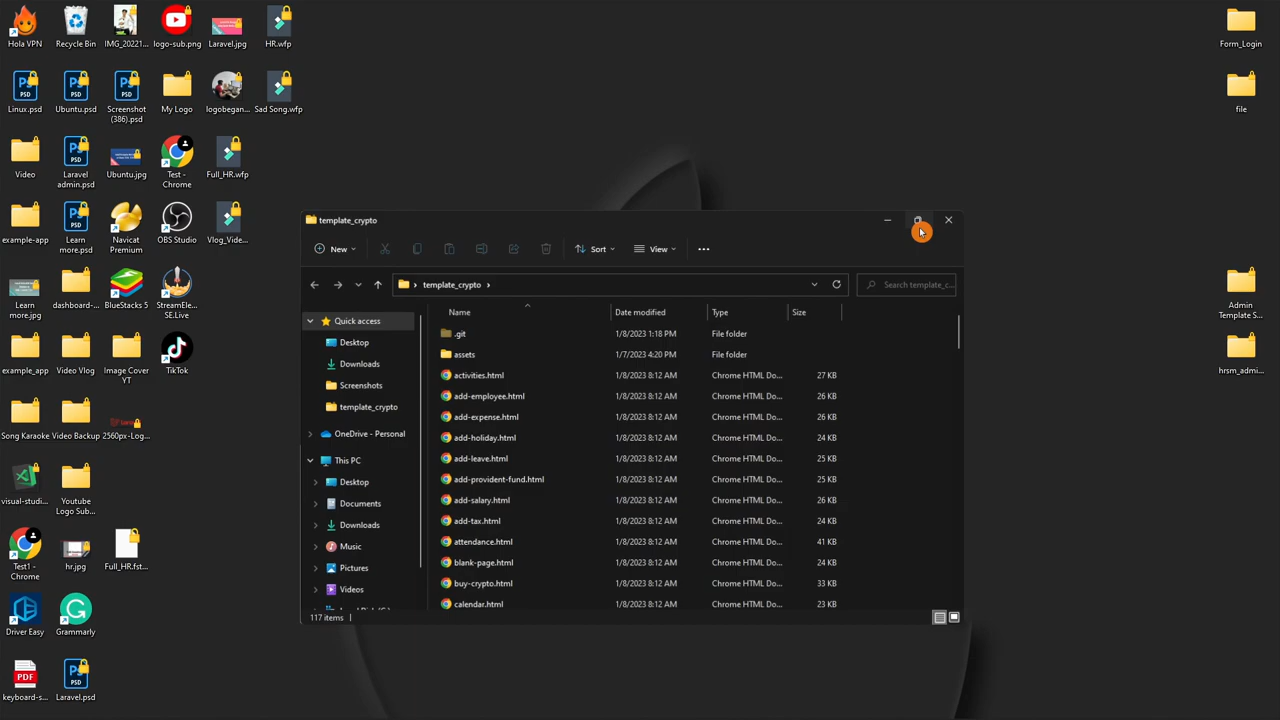 Hola VPN
Recycle Bin
IMG_20221...
logo-sub.png
Laravel.jpg
HR.wfp
Linux.psd
Ubuntu.psd
Screenshot
(386).psd
My Logo
logobegan...
Sad Song.wfp
Video
Laravel
admin.psd
Ubuntu.jpg
Test -
Chrome
Full_HR.wfp
example-app
Learn
more.psd
Navicat
Premium
OBS Studio
Vlog_Vide...
Learn
more.jpg
dashboard-...
BlueStacks 5
StreamEle...
SE.Live
example_app
Video Vlog
Image Cover
YT
TikTok
Song Karaoke
Video Backup
2560px-Log...
visual-studi...
Youtube
Logo Sub...
Test1 -
Chrome
hr.jpg
Full_HR.fst...
Driver Easy
Grammarly
PDF
keyboard-s...
Laravel.psd
Form_Login
file
Admin
Template S...
hrsm_admi...
template_crypto
New
Sort
View
template_crypto
Search template_c...
Name
Date modified
Type
Size
Quick access
Desktop
Downloads
Screenshots
template_crypto
OneDrive - Personal
This PC
Desktop
Documents
Downloads
Music
Pictures
Videos
.git 1/8/2023 1:18 PM File folder
assets 1/7/2023 4:20 PM File folder
activities.html 1/8/2023 8:12 AM Chrome HTML Do... 27 KB
add-employee.html 1/8/2023 8:12 AM Chrome HTML Do... 26 KB
add-expense.html 1/8/2023 8:12 AM Chrome HTML Do... 26 KB
add-holiday.html 1/8/2023 8:12 AM Chrome HTML Do... 24 KB
add-leave.html 1/8/2023 8:12 AM Chrome HTML Do... 25 KB
add-provident-fund.html 1/8/2023 8:12 AM Chrome HTML Do... 25 KB
add-salary.html 1/8/2023 8:12 AM Chrome HTML Do... 26 KB
add-tax.html 1/8/2023 8:12 AM Chrome HTML Do... 24 KB
attendance.html 1/8/2023 8:12 AM Chrome HTML Do... 41 KB
blank-page.html 1/8/2023 8:12 AM Chrome HTML Do... 24 KB
buy-crypto.html 1/8/2023 8:12 AM Chrome HTML Do... 33 KB
calendar.html 1/8/2023 8:12 AM Chrome HTML Do... 23 KB
117 items